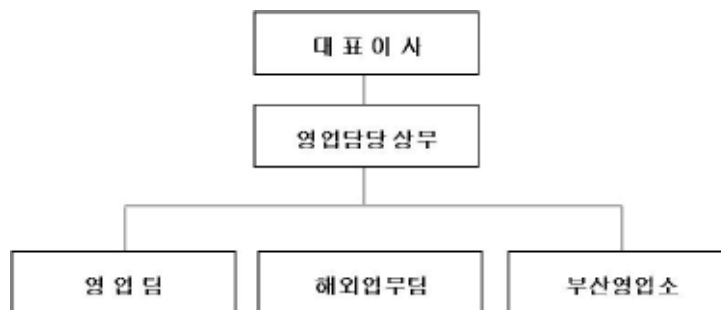 대 표 이 사
영업담당 상무
영 업 팀
해외업무팀
부산영업소